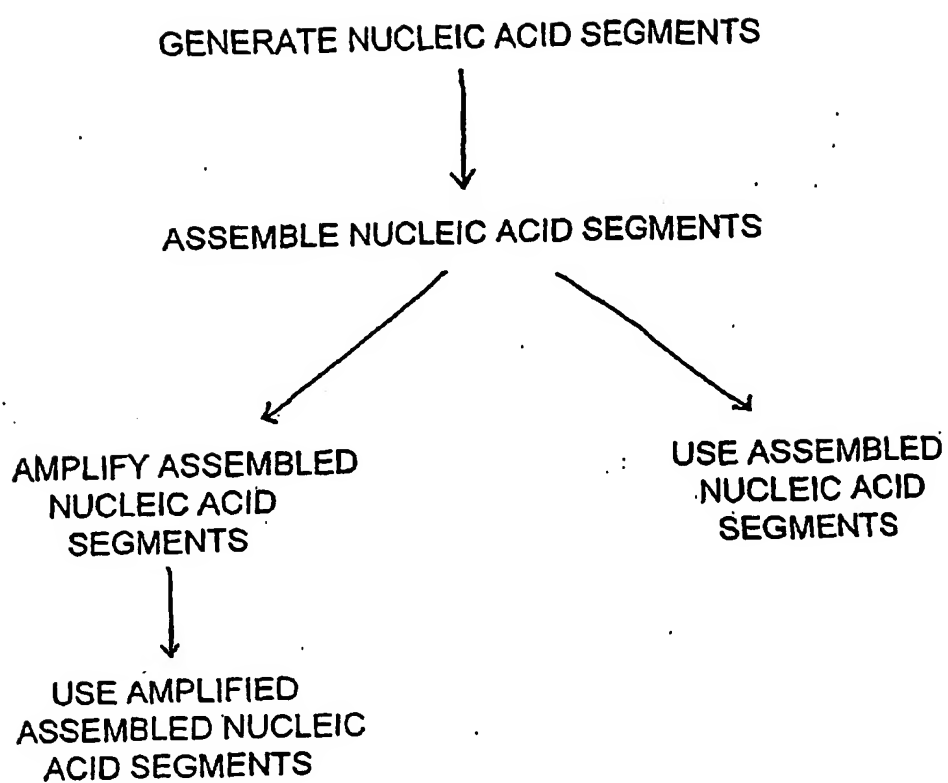 GENERATE NUCLEIC ACID SEGMENTS
ASSEMBLE NUCLEIC ACID SEGMENTS
AMPLIFY ASSEMBLED
NUCLEIC ACID
SEGMENTS
USE ASSEMBLED
NUCLEIC ACID
SEGMENTS
USE AMPLIFIED
ASSEMBLED NUCLEIC
ACID SEGMENTS